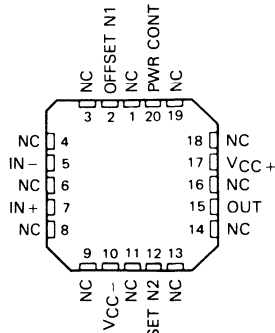 NC
OFFSET N1
NC
PWR CONT
NC
3 2 1 20 19
NC 4
IN- 5
NC 6
IN+ 7
NC 8
18 NC
17 VCC+
16 NC
15 OUT
14 NC
9 10 11 12 13
NC
VCC-
NC
SET N2
NC